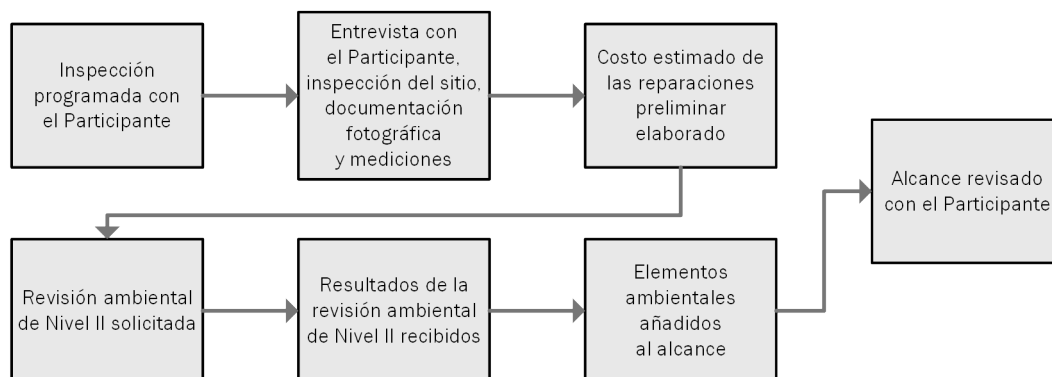 Inspección
programada con
el Participante
Entrevista con
el Participante,
inspección del sitio,
documentación
fotográfica
y mediciones
Costo estimado de
las reparaciones
preliminar
elaborado
Revisión ambiental
de Nivel II solicitada
Resultados de la
revisión ambiental
de Nivel II recibidos
Elementos
ambientales
añadidos
al alcance
Alcance revisado
con el Participante